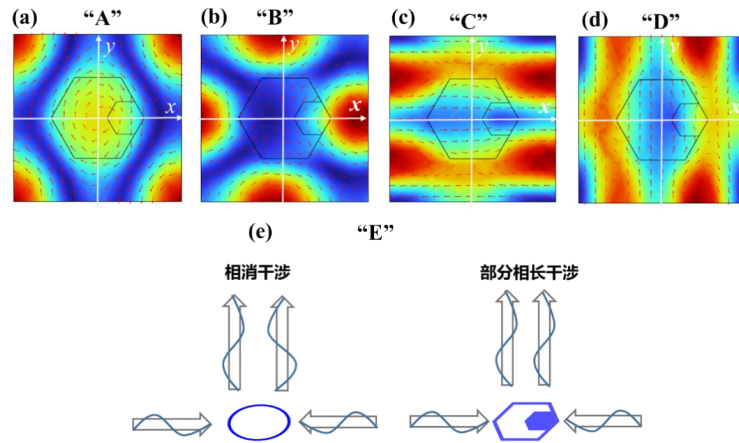 (a) “A” (b) “B” (c) “C” (d) “D”
y y y y
x x x x
(e) “E”
相消干涉 部分相长干涉